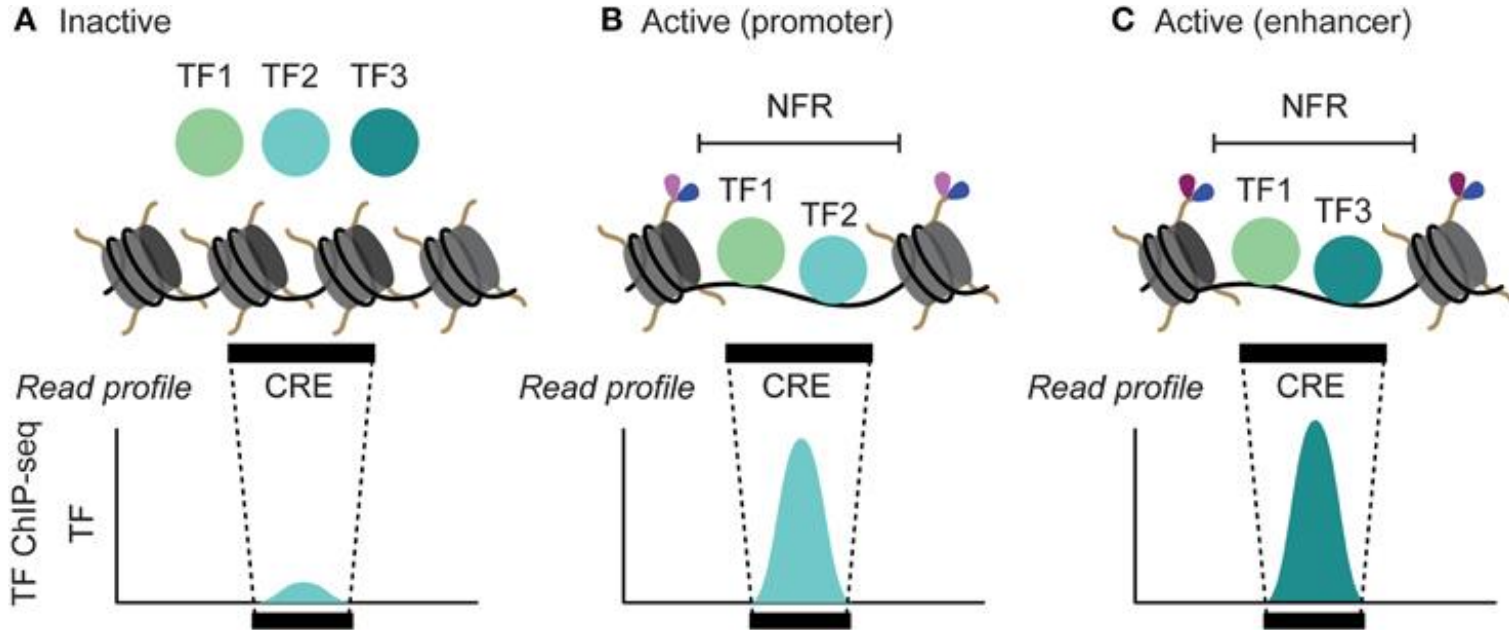 A Inactive
TF1 TF2 TF3
Read profile
CRE
TF ChIP-seq
TF
B Active (promoter)
NFR
TF1
TF2
Read profile
CRE
C Active (enhancer)
NFR
TF1
TF3
Read profile
CRE